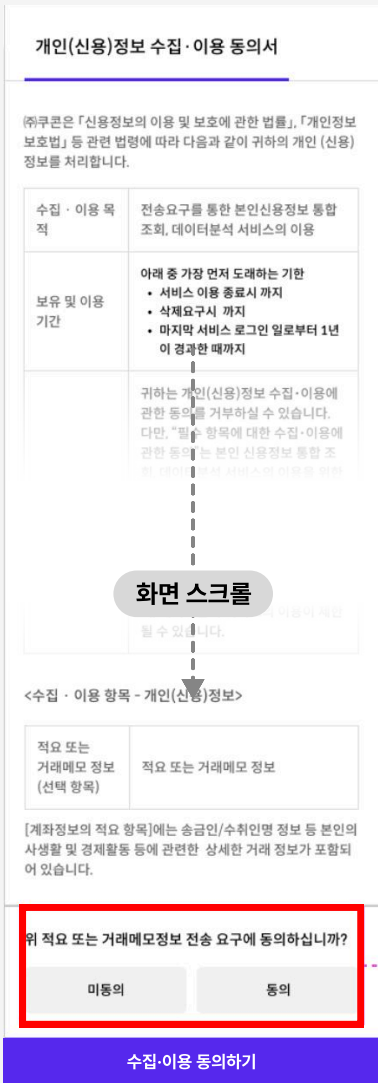 개인(신용)정보 수집·이용 동의서
㈜쿠콘은 「신용정보의 이용 및 보호에 관한 법률」, 「개인정보
보호법」 등 관련 법령에 따라 다음과 같이 귀하의 개인 (신용)
정보를 처리합니다.
수집 · 이용 목
적
전송요구를 통한 본인신용정보 통합
조회, 데이터분석 서비스의 이용
보유 및 이용
기간
아래 중 가장 먼저 도래하는 기한
• 서비스 이용 종료시 까지
• 삭제요구시 까지
• 마지막 서비스 로그인 일로부터 1년
이 경과한 때까지
귀하는 개인(신용)정보 수집·이용에
관한 동의를 거부하실 수 있습니다.
다만, "필수 항목에 대한 수집·이용에
관한 동의"는 본인 신용정보 통합 조
회, 데이터분석 서비스의 이용을 위한
화면 스크롤
될 수 있습니다.
<수집 · 이용 항목 - 개인(신용)정보>
적요 또는
거래메모 정보
(선택 항목)
적요 또는 거래메모 정보
[계좌정보의 적요 항목]에는 송금인/수취인명 정보 등 본인의
사생활 및 경제활동 등에 관련한 상세한 거래 정보가 포함되
어 있습니다.
위 적요 또는 거래메모정보 전송 요구에 동의하십니까?
미동의
동의
수집·이용 동의하기